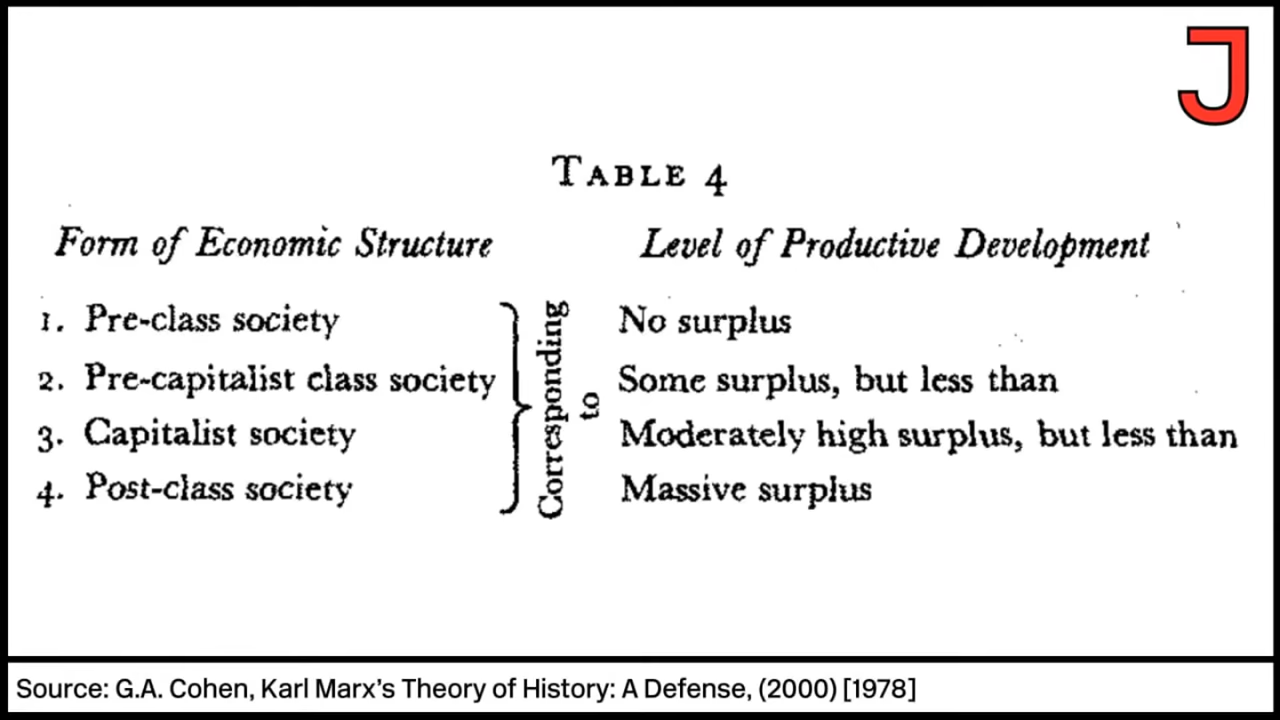 J
TABLE 4
Form of Economic Structure Level of Productive Development
1. Pre-class society No surplus
2. Pre-capitalist class society Some surplus, but less than
3. Capitalist society Moderately high surplus, but less than
4. Post-class society Massive surplus
Corresponding
to
Source: G.A. Cohen, Karl Marx's Theory of History: A Defense, (2000) [1978]